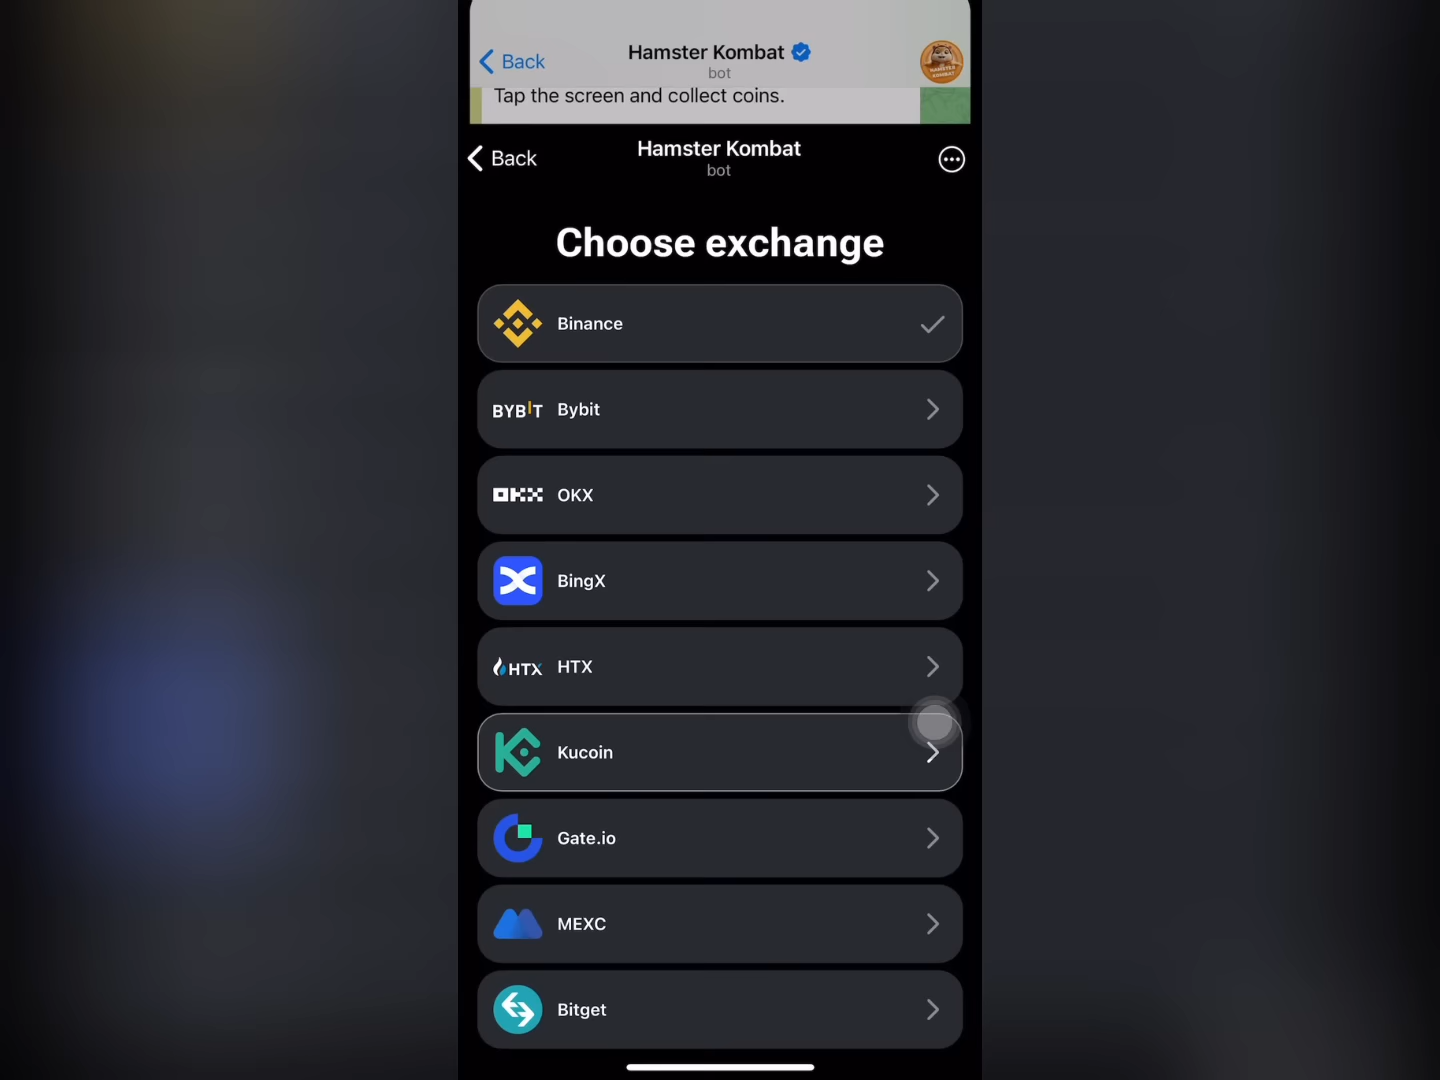 Back
Hamster Kombat
bot
Tap the screen and collect coins.
Back
Hamster Kombat
bot
Choose exchange
Binance
BYBIT Bybit
OKX OKX
BingX
HTX HTX
Kucoin
Gate.io
MEXC
Bitget